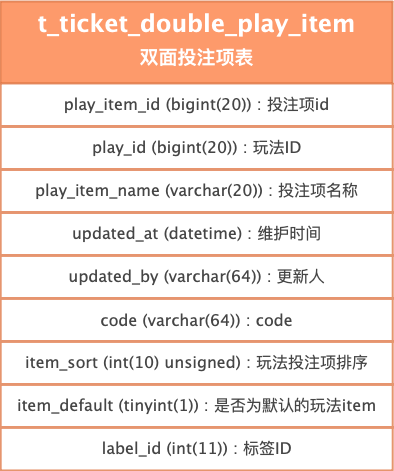 t_ticket_double_play_item
双面投注项表
play_item_id (bigint(20)) : 投注项id
play_id (bigint(20)) : 玩法ID
play_item_name (varchar(20)) : 投注项名称
updated_at (datetime) : 维护时间
updated_by (varchar(64)) : 更新人
code (varchar(64)) : code
item_sort (int(10) unsigned) : 玩法投注项排序
item_default (tinyint(1)) : 是否为默认的玩法item
label_id (int(11)) : 标签ID